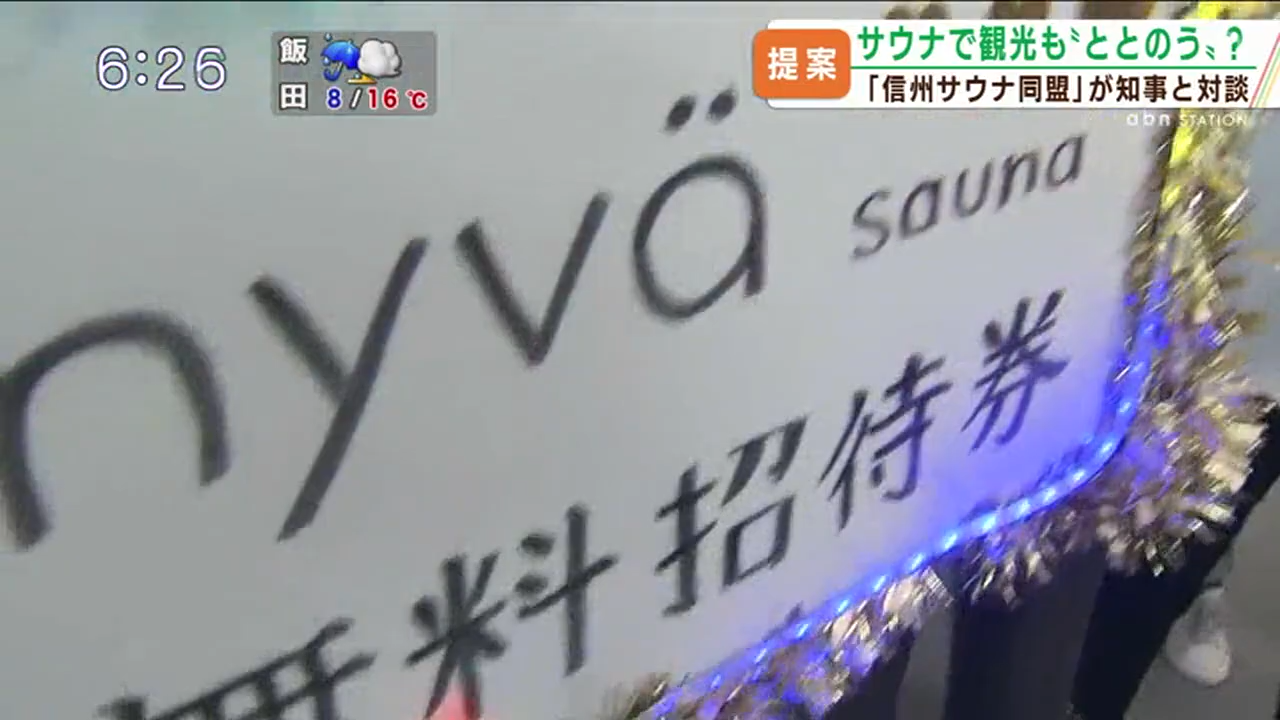 6:26
飯田
8/16℃
提案
サウナで観光も〝ととのう〟?
「信州サウナ同盟」が知事と対談
abn STATION
nyvä sauna
無料招待券